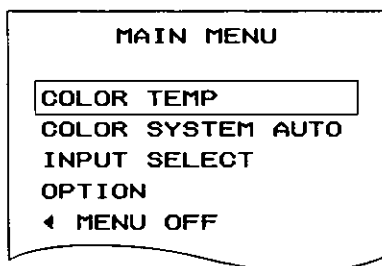 MAIN MENU
COLOR TEMP
COLOR SYSTEM AUTO
INPUT SELECT
OPTION
◀ MENU OFF